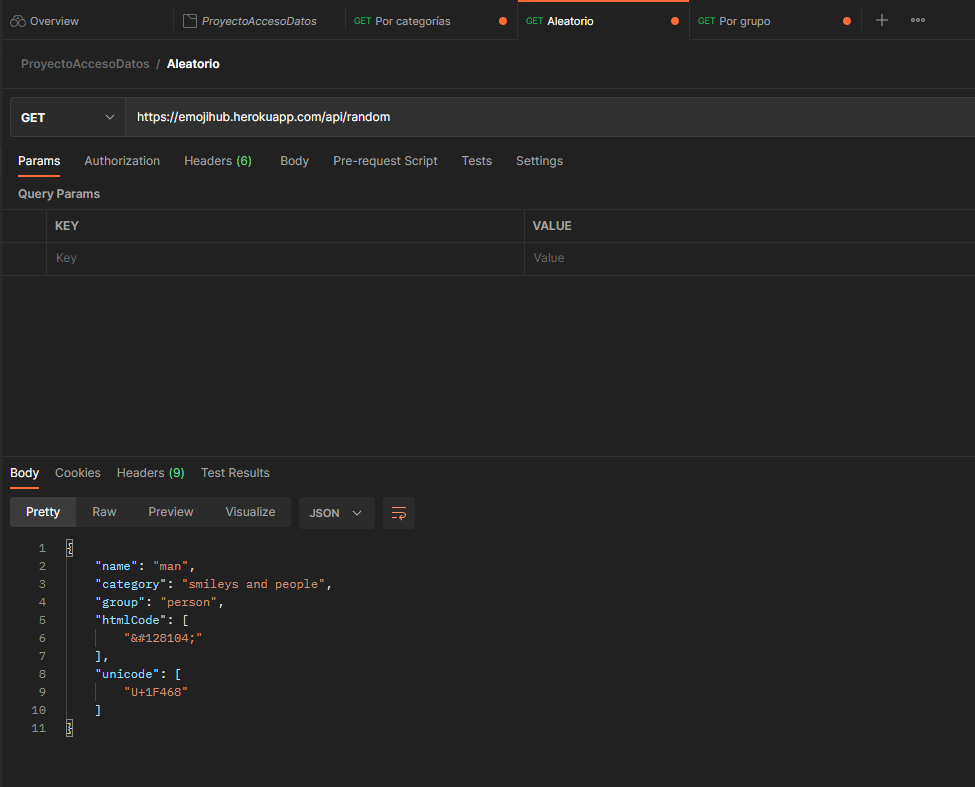 Overview ProyectoAccesoDatos GET Por categorías GET Aleatorio GET Por grupo
ProyectoAccesoDatos / Aleatorio
GET https://emojihub.herokuapp.com/api/random
Params Authorization Headers (6) Body Pre-request Script Tests Settings
Query Params
KEY VALUE
Key Value
Body Cookies Headers (9) Test Results
Pretty Raw Preview Visualize JSON
1 {
2 "name": "man",
3 "category": "smileys and people",
4 "group": "person",
5 "htmlCode": [
6 "&#128104;"
7 ],
8 "unicode": [
9 "U+1F468"
10 ]
11 }